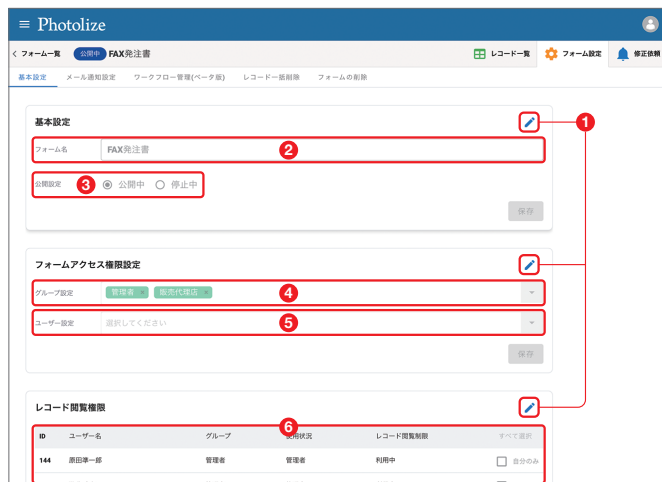 Photolize
フォーム一覧 公開中 FAX発注書 レコード一覧 フォーム設定 修正依頼
基本設定 メール通知設定 ワークフロー管理(ベータ版) レコード一括削除 フォームの削除
基本設定 1
フォーム名 FAX発注書 2
公開設定 3 公開中 停止中
保存
フォームアクセス権限設定
グループ設定 管理者 × 販売代理店 × 4
ユーザー設定 選択してください 5
保存
レコード閲覧権限
6
ID ユーザー名 グループ 使用状況 レコード閲覧制限 すべて選択
144 原田準一郎 管理者 管理者 利用中 自分のみ